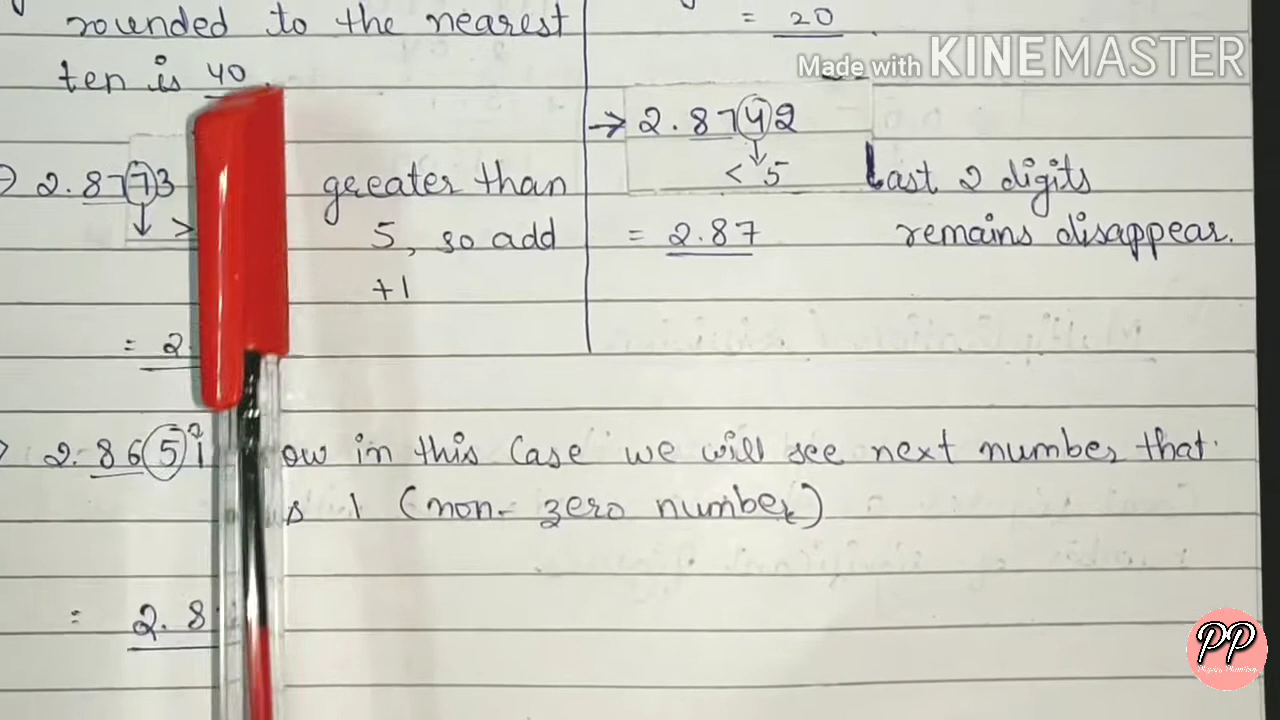 rounded to the nearest
ten is 40
2.8773
>
greater than
5, so add
+1
= 2.
2.8651 ow in this Case we will see next number that
s 1 (non-zero number)
= 2.8
= 20
Made with KINEMASTER
→ 2.8742
< 5
= 2.87
Last 2 digits
remains disappear.
PP